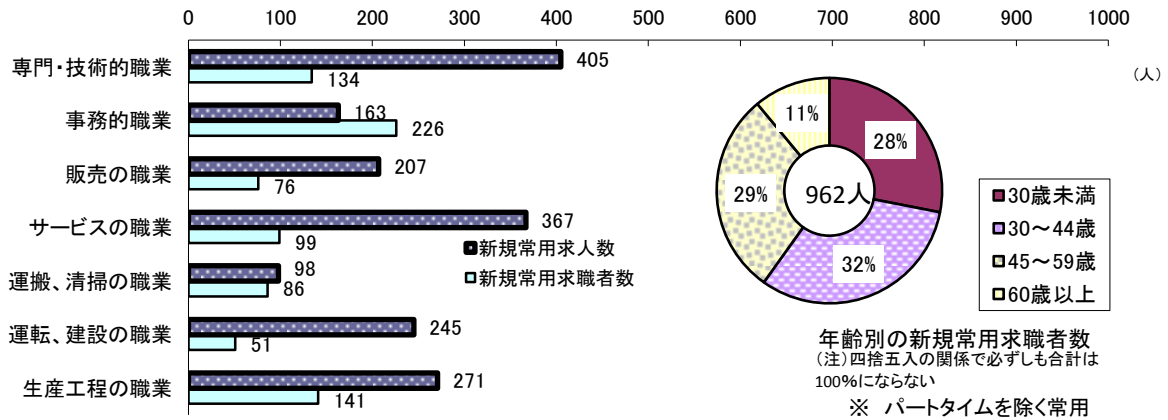 0 100 200 300 400 500 600 700 800 900 1000
(人)
専門・技術的職業 405
134
事務的職業 163
226
販売の職業 207
76
サービスの職業 367
99
運搬、清掃の職業 98
86
運転、建設の職業 245
51
生産工程の職業 271
141
新規常用求人数
新規常用求職者数
11%
28%
29%
962人
32%
30歳未満
30～44歳
45～59歳
60歳以上
年齢別の新規常用求職者数
(注)四捨五入の関係で必ずしも合計は
100%にならない
※ パートタイムを除く常用